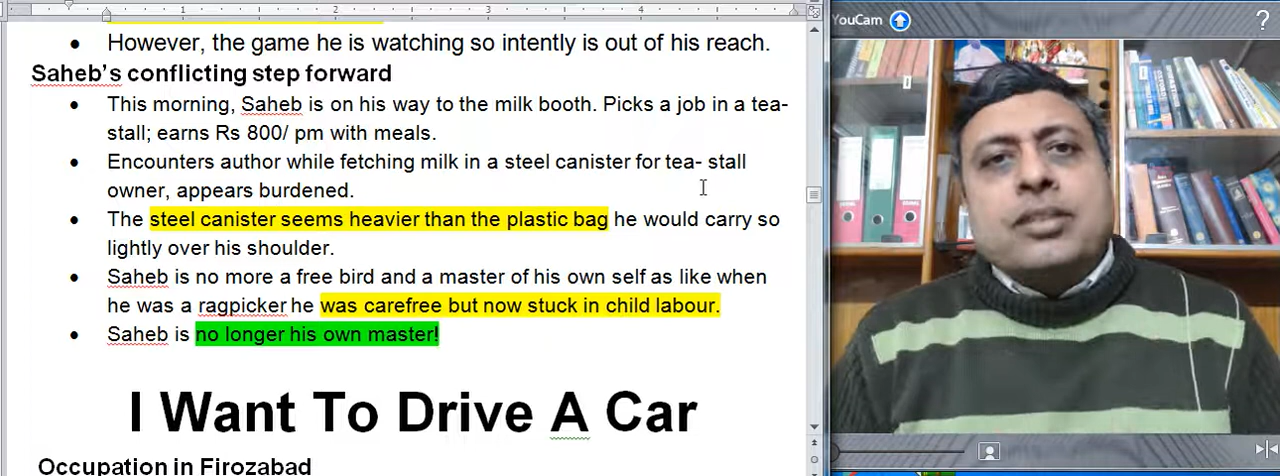 1 2 3 4
YouCam
?
• However, the game he is watching so intently is out of his reach.
Saheb's conflicting step forward
• This morning, Saheb is on his way to the milk booth. Picks a job in a tea-
stall; earns Rs 800/ pm with meals.
• Encounters author while fetching milk in a steel canister for tea- stall
owner, appears burdened.
• The steel canister seems heavier than the plastic bag he would carry so
lightly over his shoulder.
• Saheb is no more a free bird and a master of his own self as like when
he was a ragpicker he was carefree but now stuck in child labour.
• Saheb is no longer his own master!
I Want To Drive A Car
Occupation in Firozabad